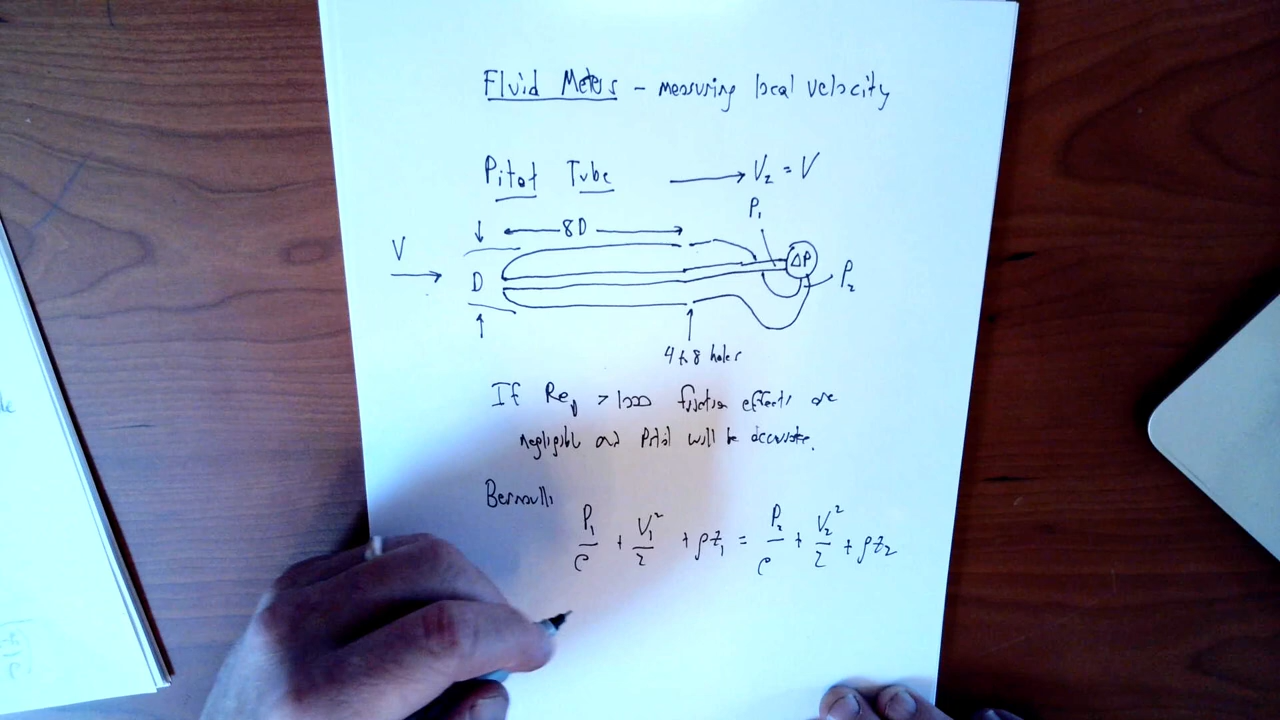 Fluid Meters - measuring local velocity
Pitot Tube → V₂ = V
P₁
8D
V
D
ΔP
P₂
4 to 8 holes
If Re_D > 1000 friction effects are
negligible and Pitot will be accurate.
Bernoulli
P₁/ρ + V₁²/2 + ρz₁ = P₂/ρ + V₂²/2 + ρz₂